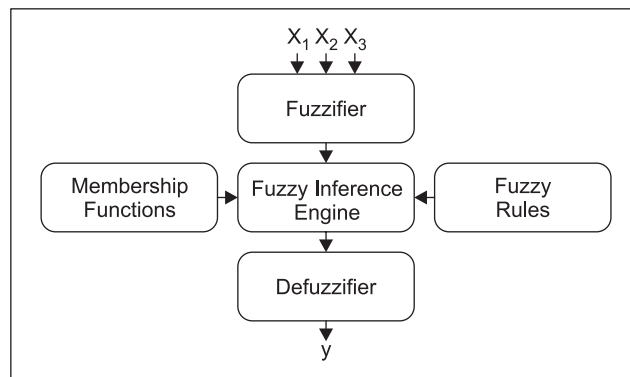 X1 X2 X3
Fuzzifier
Membership
Functions
Fuzzy Inference
Engine
Fuzzy
Rules
Defuzzifier
y